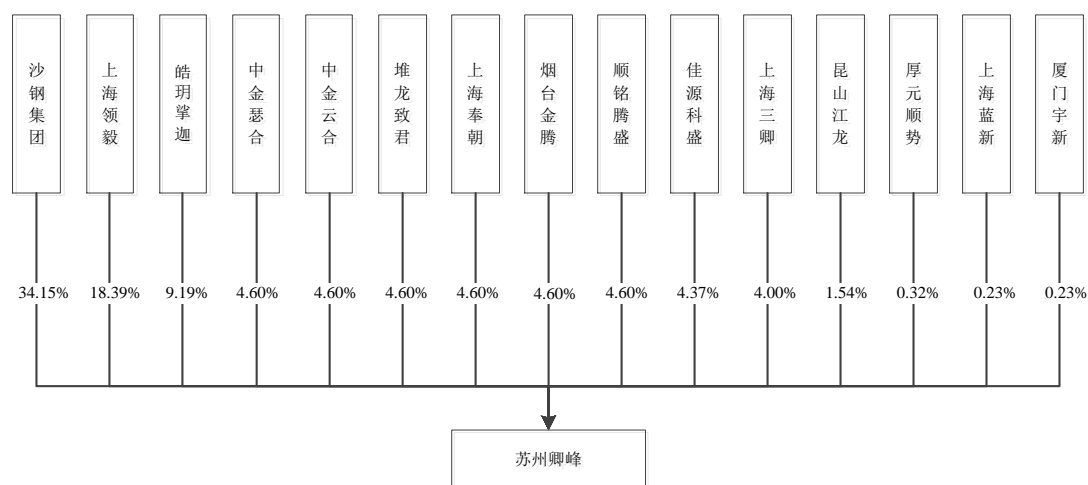 沙钢集团
上海领毅
皓玥挲迦
中金瑟合
中金云合
堆龙致君
上海奉朝
烟台金腾
顺铭腾盛
佳源科盛
上海三卿
昆山江龙
厚元顺势
上海蓝新
厦门宇新
34.15%
18.39%
9.19%
4.60%
4.60%
4.60%
4.60%
4.60%
4.60%
4.37%
4.00%
1.54%
0.32%
0.23%
0.23%
苏州卿峰